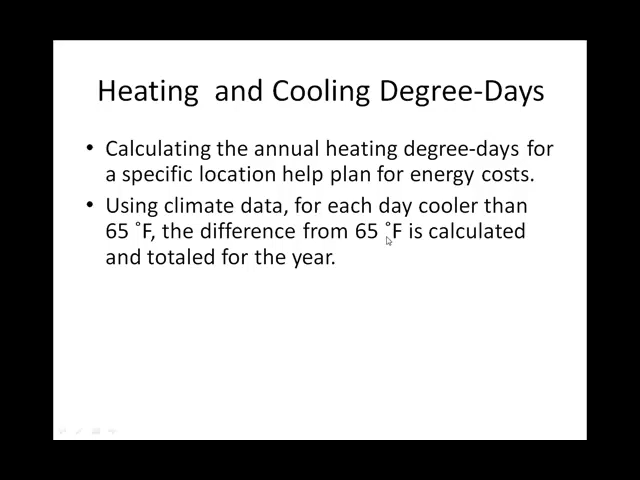 Heating and Cooling Degree-Days
• Calculating the annual heating degree-days for
a specific location help plan for energy costs.
• Using climate data, for each day cooler than
65 ˚F, the difference from 65 ˚F is calculated
and totaled for the year.